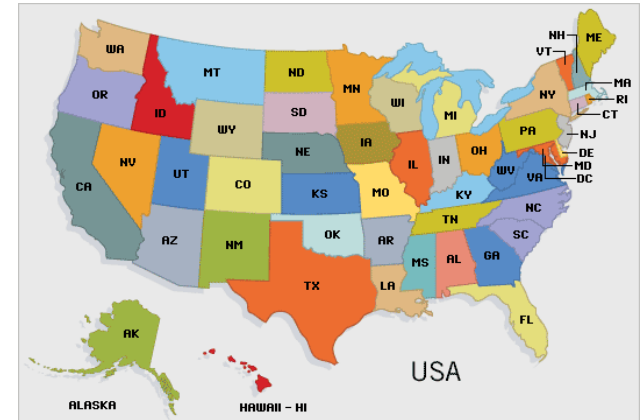 WA
MT
ND
MN
OR
ID
WY
SD
WI
MI
NY
VT
NH
ME
MA
RI
CT
NJ
PA
DE
MD
DC
CA
NV
UT
CO
NE
IA
IL
IN
OH
WV
VA
KS
MO
KY
NC
TN
SC
AZ
NM
OK
AR
MS
AL
GA
TX
LA
FL
AK
USA
ALASKA
HAWAII - HI